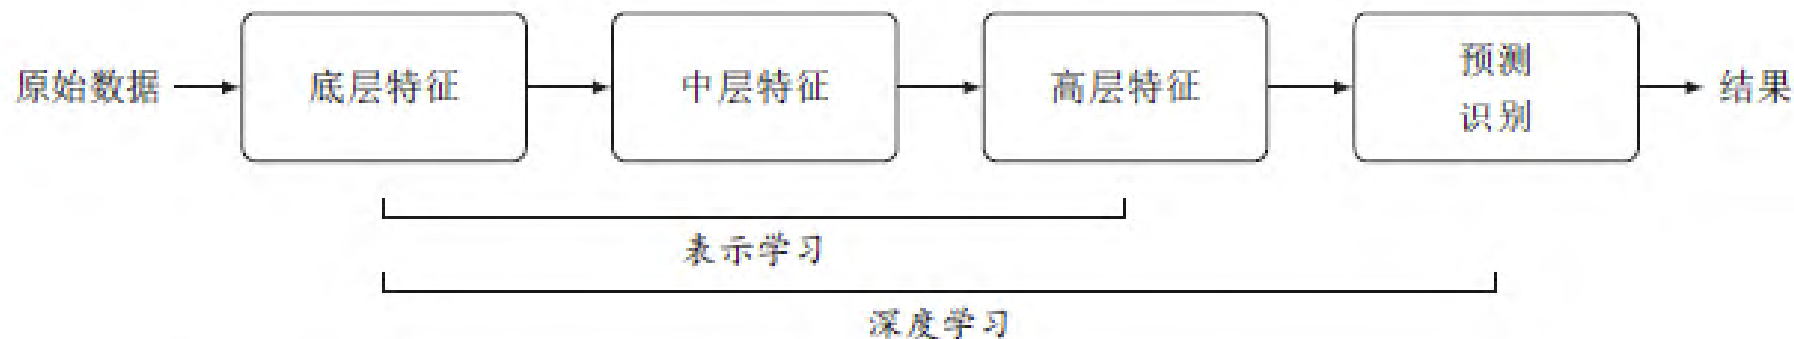 原始数据
底层特征
中层特征
高层特征
预测
识别
结果
表示学习
深度学习